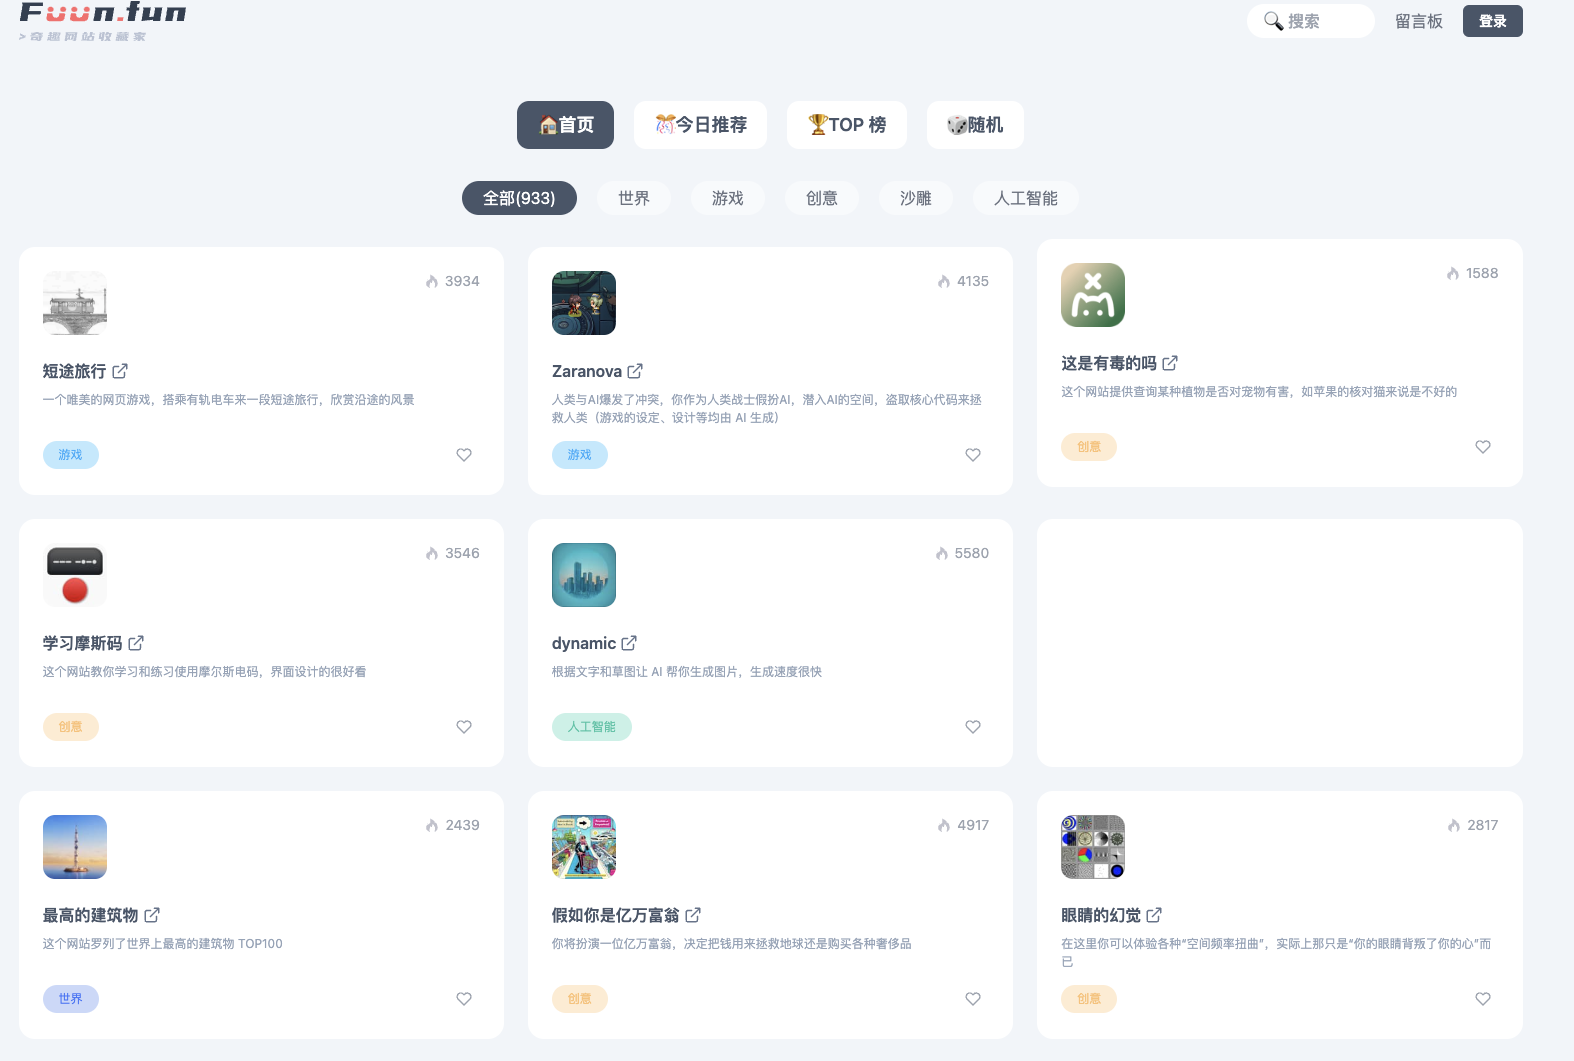 Fuun.fun
>奇趣网站收藏家
搜索
留言板
登录
首页
今日推荐
TOP 榜
随机
全部(933)
世界
游戏
创意
沙雕
人工智能
3934
短途旅行
一个唯美的网页游戏，搭乘有轨电车来一段短途旅行，欣赏沿途的风景
游戏
4135
Zaranova
人类与AI爆发了冲突，你作为人类战士假扮AI，潜入AI的空间，盗取核心代码来拯
救人类（游戏的设定、设计等均由 AI 生成）
游戏
1588
这是有毒的吗
这个网站提供查询某种植物是否对宠物有害，如苹果的核对猫来说是不好的
创意
3546
学习摩斯码
这个网站教你学习和练习使用摩尔斯电码，界面设计的很好看
创意
5580
dynamic
根据文字和草图让 AI 帮你生成图片，生成速度很快
人工智能
2439
最高的建筑物
这个网站罗列了世界上最高的建筑物 TOP100
世界
4917
假如你是亿万富翁
你将扮演一位亿万富翁，决定把钱用来拯救地球还是购买各种奢侈品
创意
2817
眼睛的幻觉
在这里你可以体验各种“空间频率扭曲”，实际上那只是“你的眼睛背叛了你的心”而
已
创意